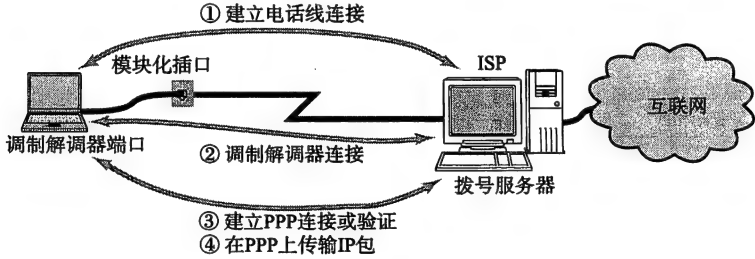 ① 建立电话线连接
模块化插口
ISP
互联网
调制解调器端口
② 调制解调器连接
拨号服务器
③ 建立PPP连接或验证
④ 在PPP上传输IP包